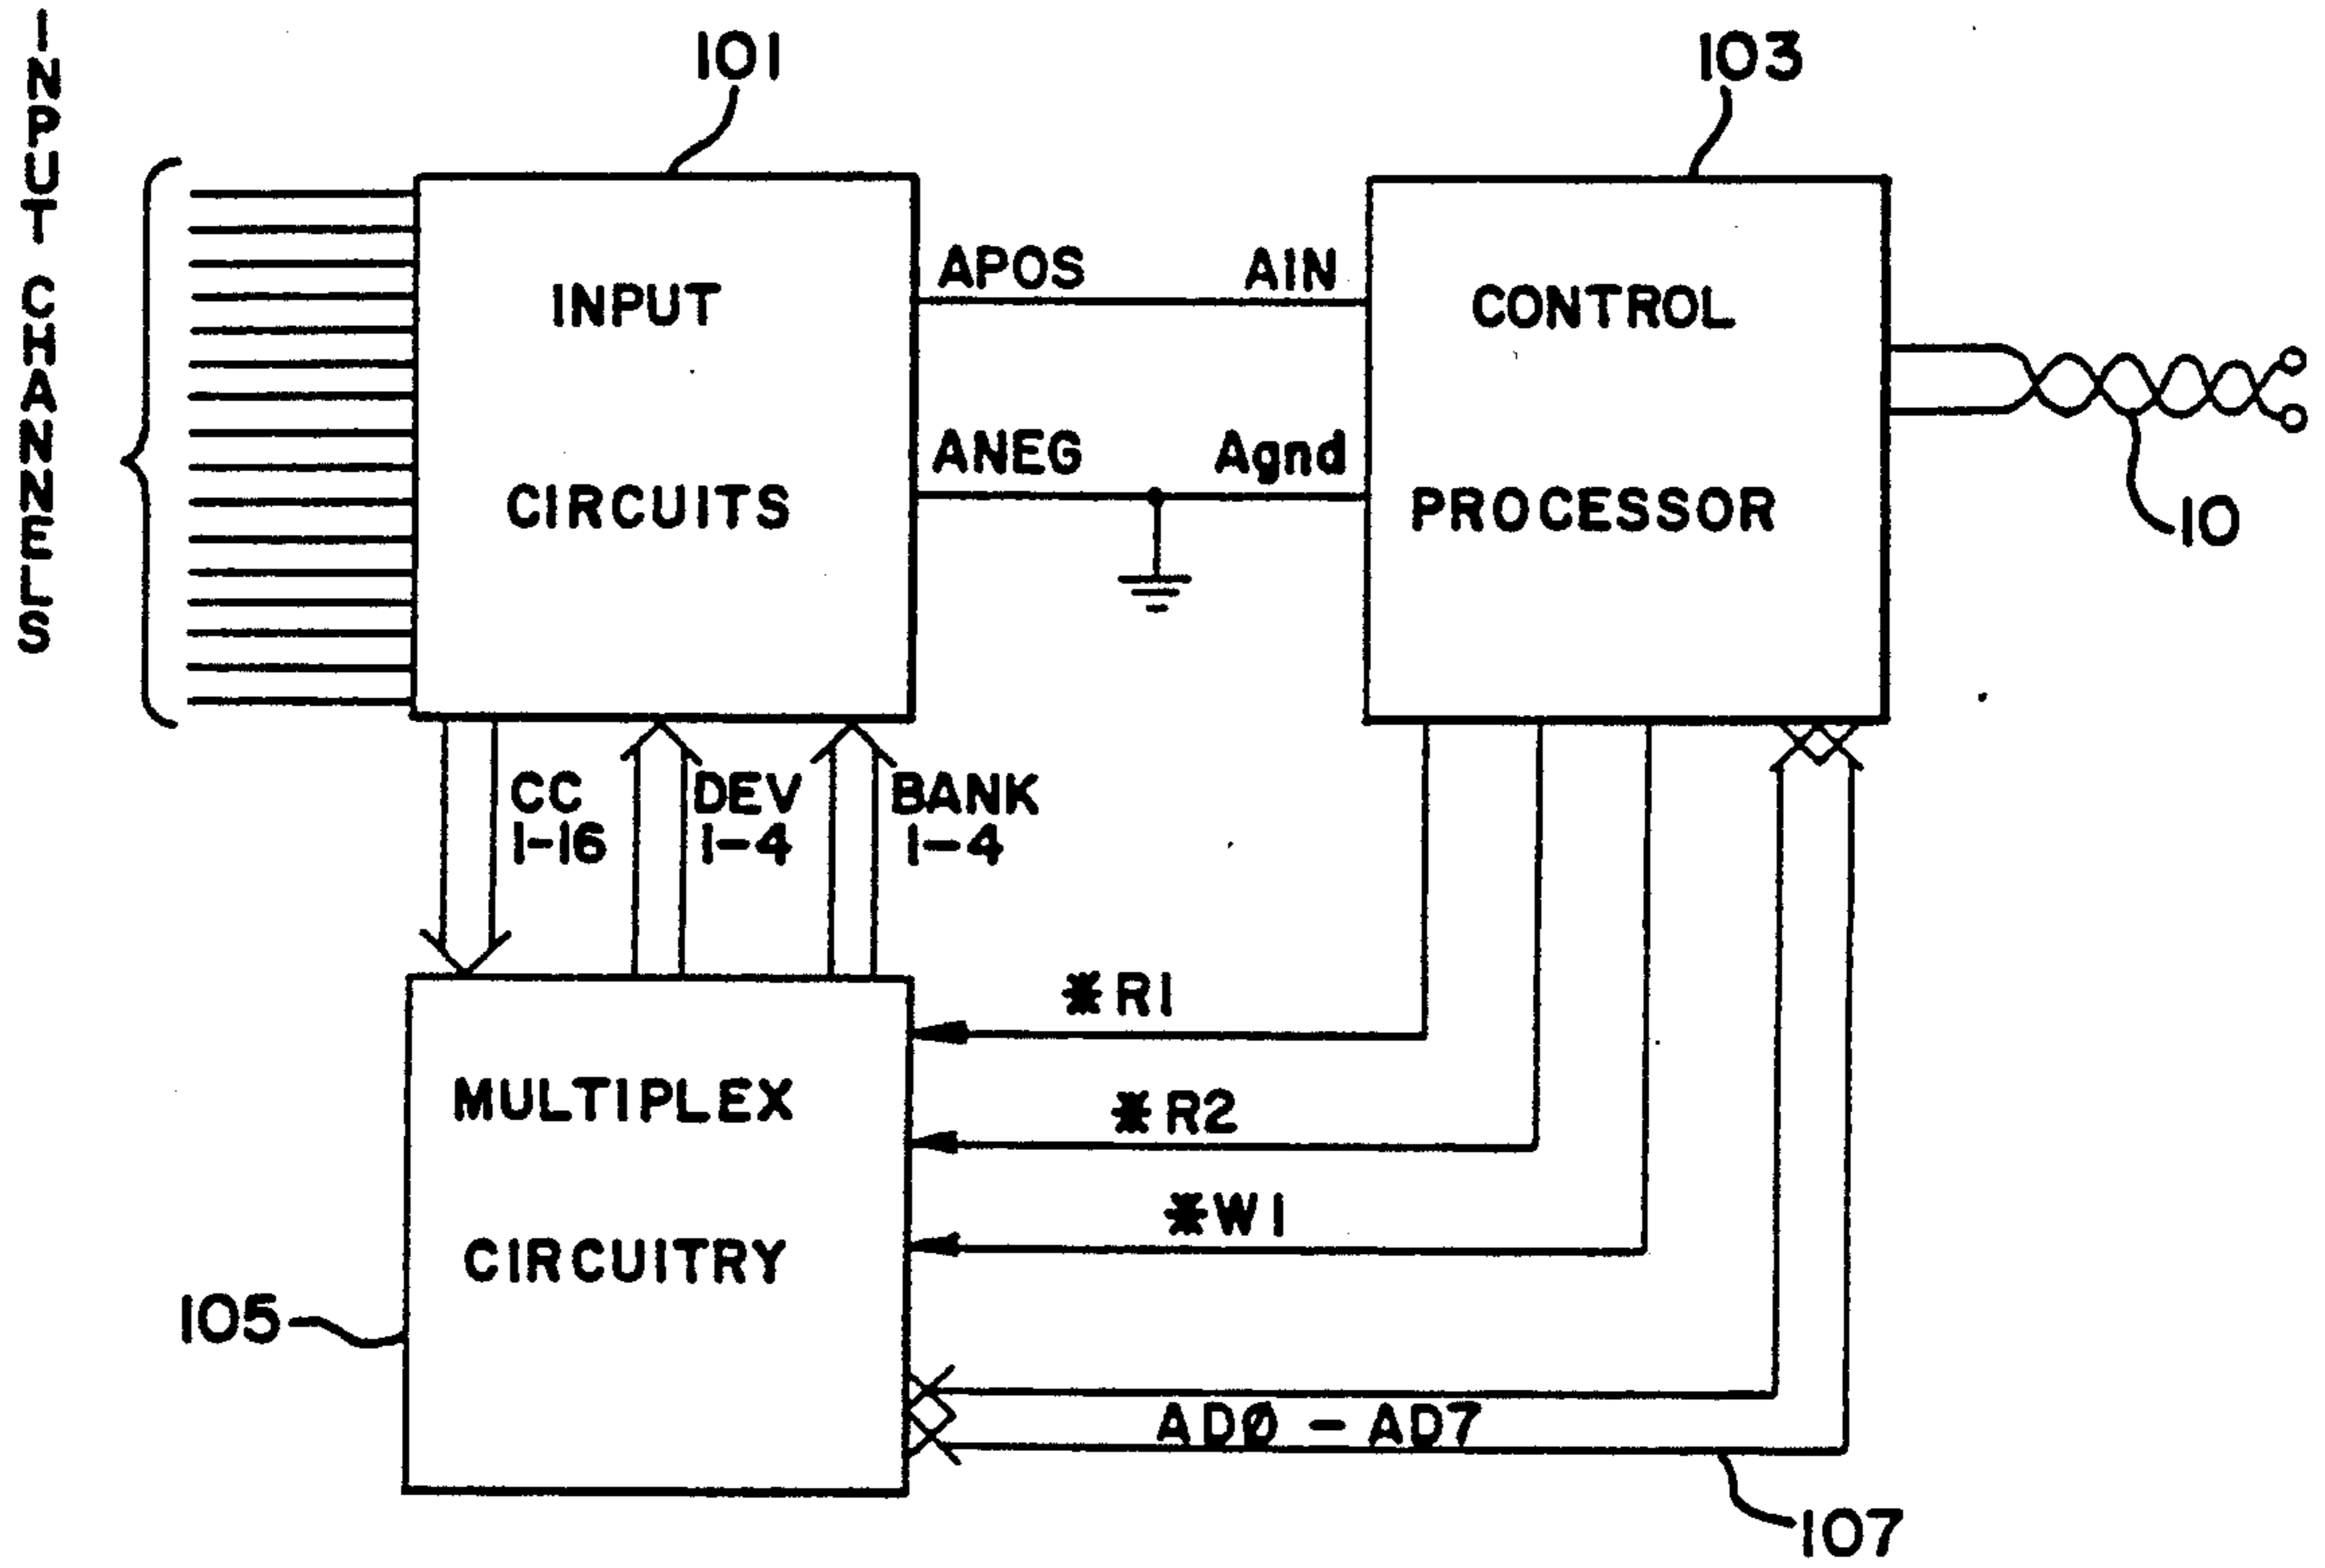 INPUT CHANNELS
101
103
INPUT
CIRCUITS
APOS
AIN
ANEG
Agnd
CONTROL
PROCESSOR
10
CC
1-16
DEV
1-4
BANK
1-4
*R1
*R2
*W1
MULTIPLEX
CIRCUITRY
105
ADØ - AD7
107